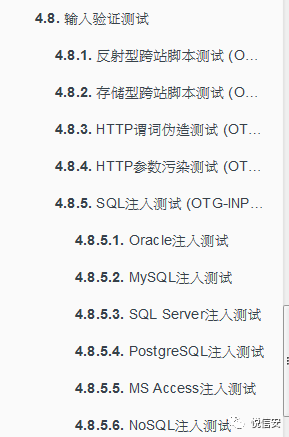 4.8. 输入验证测试
4.8.1. 反射型跨站脚本测试 (O...
4.8.2. 存储型跨站脚本测试 (O...
4.8.3. HTTP谓词伪造测试 (OT...
4.8.4. HTTP参数污染测试 (OT...
4.8.5. SQL注入测试 (OTG-INP...
4.8.5.1. Oracle注入测试
4.8.5.2. MySQL注入测试
4.8.5.3. SQL Server注入测试
4.8.5.4. PostgreSQL注入测试
4.8.5.5. MS Access注入测试
4.8.5.6. NoSQL注入测试
悦信安